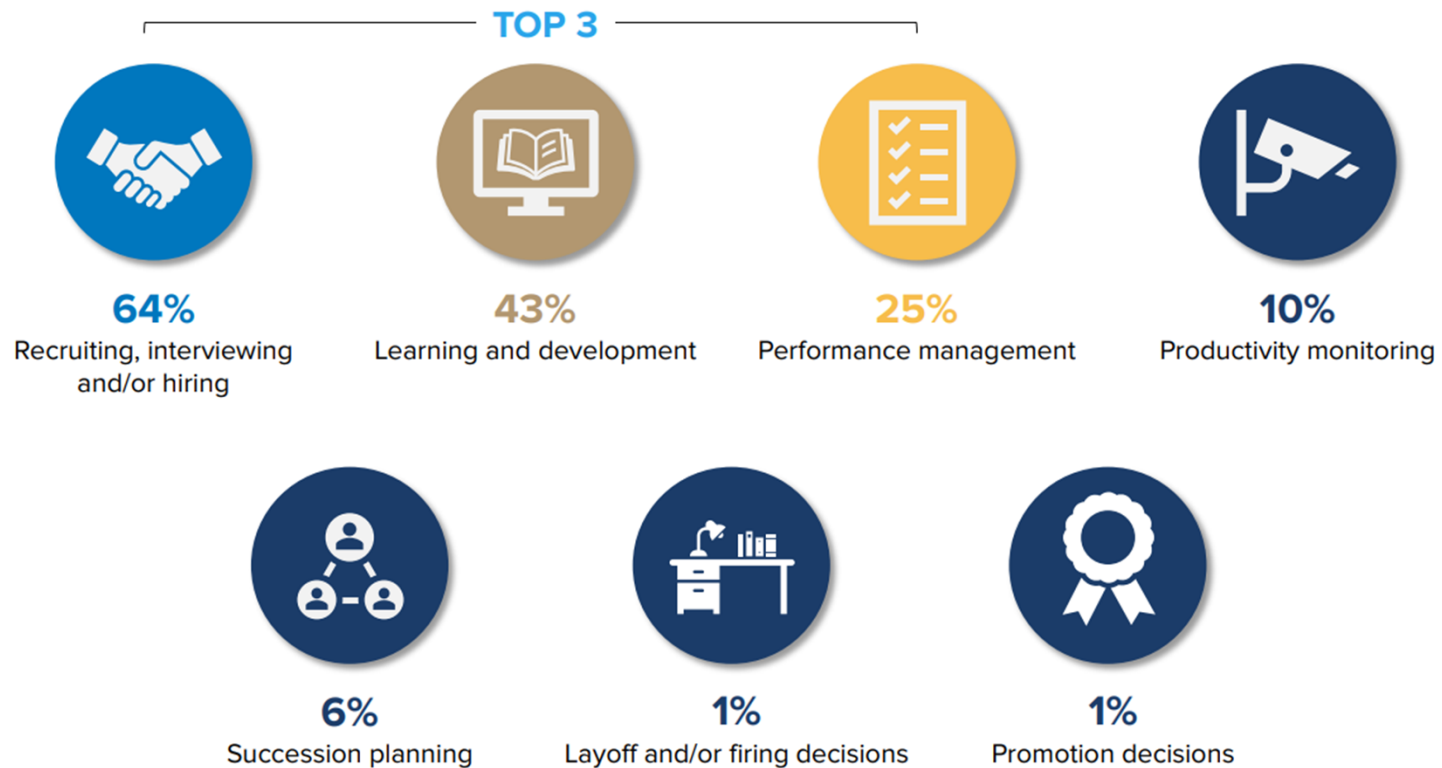 TOP 3
64%
Recruiting, interviewing
and/or hiring
43%
Learning and development
25%
Performance management
10%
Productivity monitoring
6%
Succession planning
1%
Layoff and/or firing decisions
1%
Promotion decisions